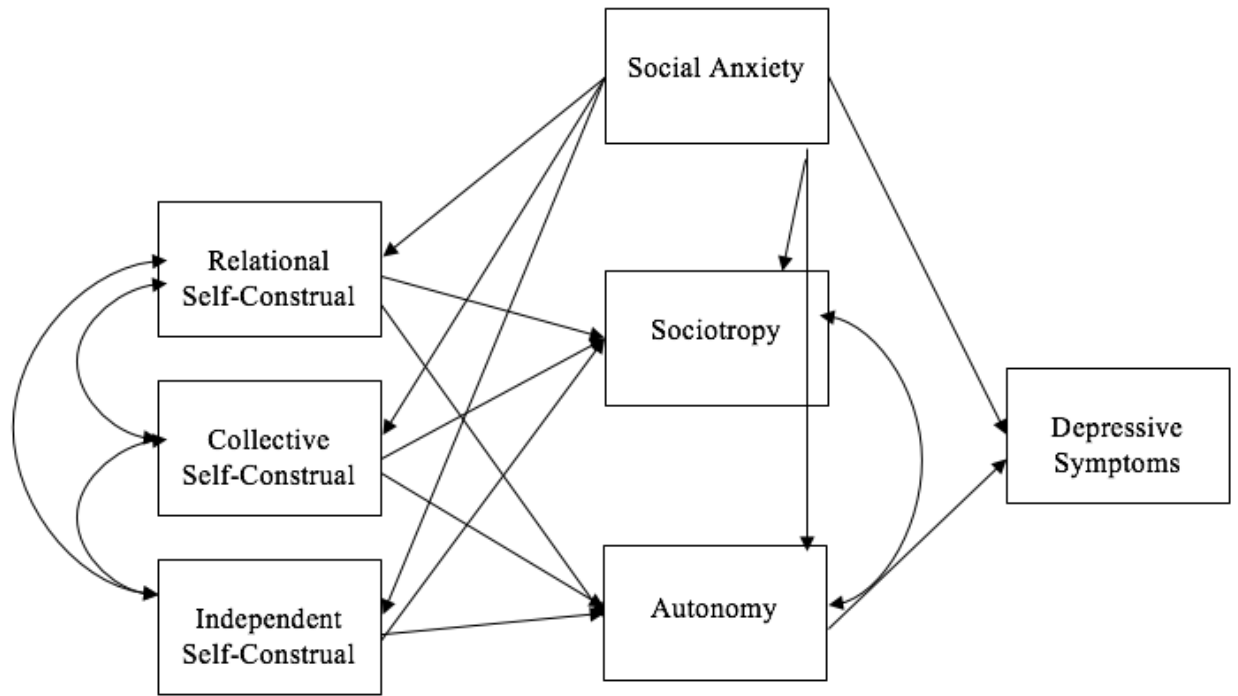 Social Anxiety
Relational
Self-Construal
Sociotropy
Collective
Self-Construal
Depressive
Symptoms
Independent
Self-Construal
Autonomy